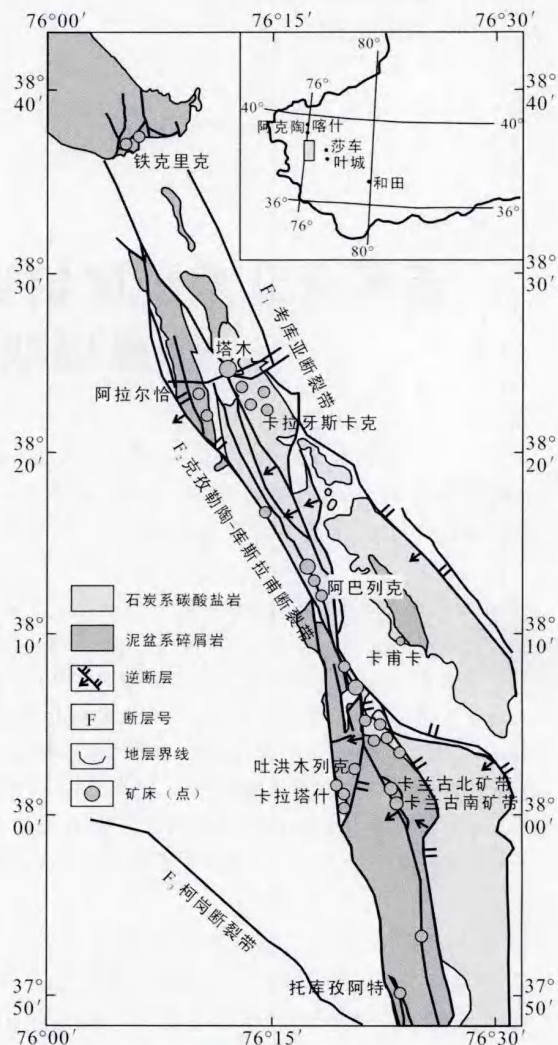 76°00′ 76°15′ 76°30′
38°40′
38°40′
80°
76°
阿克陶 喀什
40° 40°
莎车
叶城
和田
36° 36°
76°
80°
铁克里克
38°30′
38°30′
F₁ 考库亚断裂带
塔木
阿拉尔恰
卡拉牙斯卡克
38°20′
38°20′
F₂ 克孜勒陶-库斯拉甫断裂带
阿巴列克
石炭系碳酸盐岩
泥盆系碎屑岩
逆断层
F 断层号
地层界线
矿床（点）
38°10′
38°10′
卡甫卡
吐洪木列克
卡兰古北矿带
卡拉塔什
卡兰古南矿带
38°00′
38°00′
F₃ 柯岗断裂带
托库孜阿特
37°50′
37°50′
76°00′ 76°15′ 76°30′